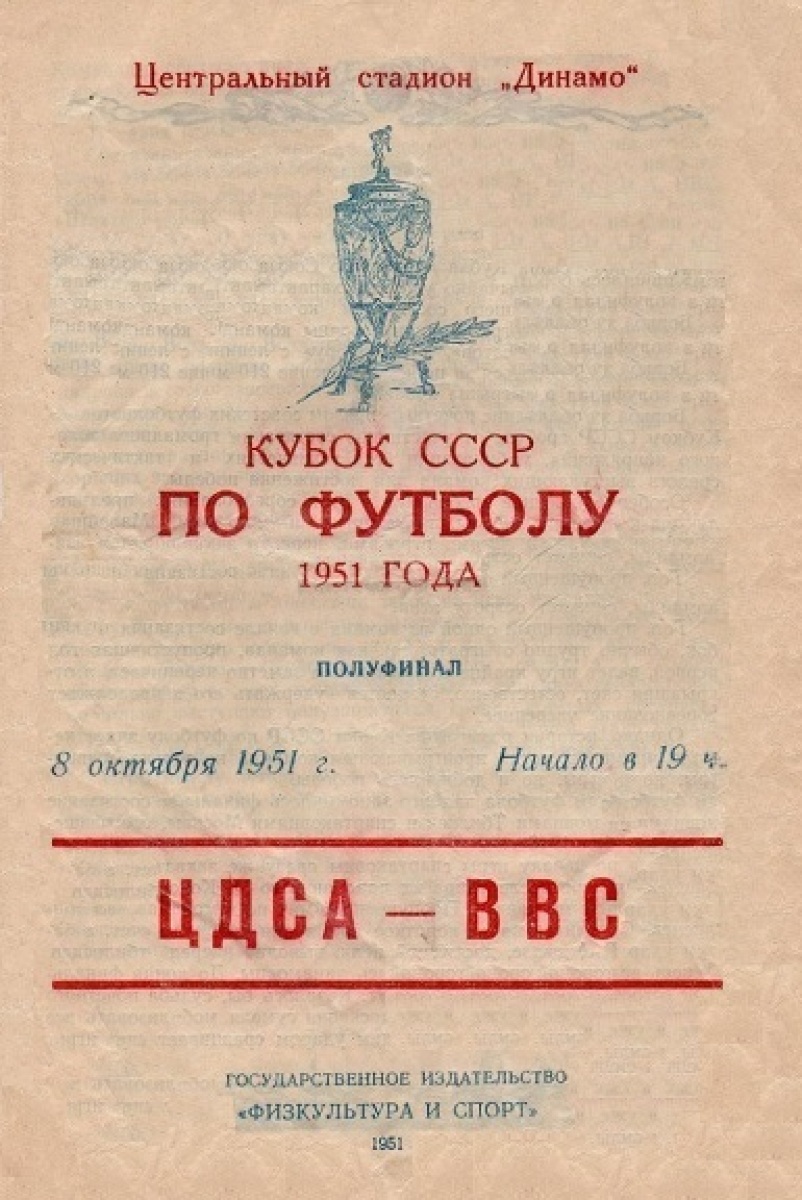 Центральный стадион „Динамо“
КУБОК СССР
ПО ФУТБОЛУ
1951 ГОДА
ПОЛУФИНАЛ
8 октября 1951 г. Начало в 19 ч.
ЦДСА — ВВС
ГОСУДАРСТВЕННОЕ ИЗДАТЕЛЬСТВО
«ФИЗКУЛЬТУРА И СПОРТ»
1951